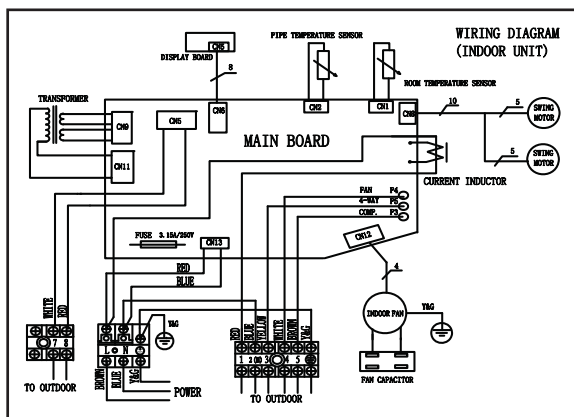 WIRING DIAGRAM
(INDOOR UNIT)
CN5
DISPLAY BOARD
PIPE TEMPERATURE SENSOR
ROOM TEMPERATURE SENSOR
8
TRANSFORMER
CN9
CN5
CN6
CN2
CN1
CN8
10
5
SWING
MOTOR
MAIN BOARD
CN11
5
SWING
MOTOR
CURRENT INDUCTOR
FAN P4
4-WAY P5
COMP. P3
FUSE 3.15A/250V
CN13
CN12
RED
BLUE
4
WHITE
RED
INDOOR FAN
Y&G
RED
BLUE
YELLOW
WHITE
BROWN
Y&G
7 8
L N
Y&G
1 2(N) 3 4 5
TO OUTDOOR
BROWN
BLUE
Y&G
POWER
TO OUTDOOR
FAN CAPACITOR